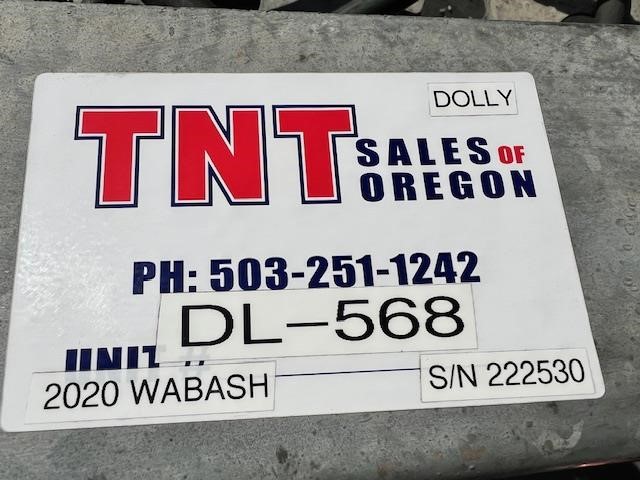 DOLLY
TNT SALES OF
OREGON
PH: 503-251-1242
DL-568
UNIT #
2020 WABASH
S/N 222530